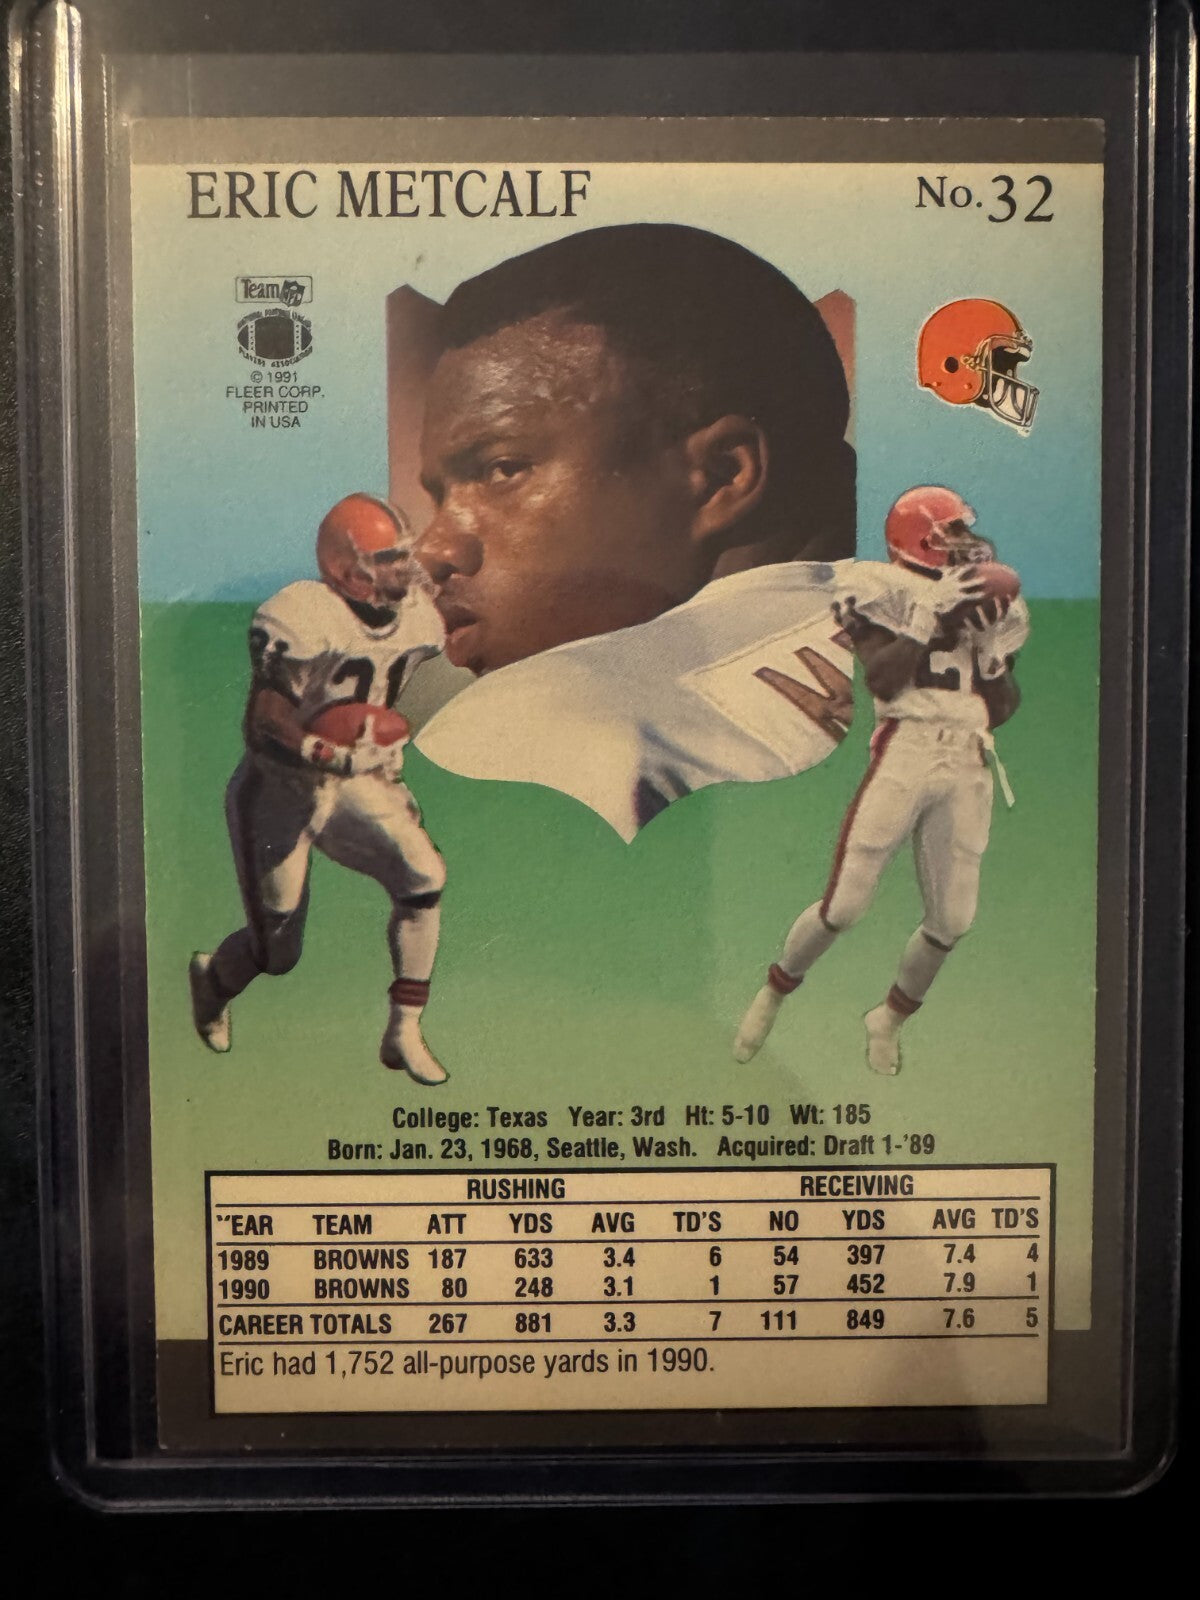 ERIC METCALF No. 32
Team NFL
© 1991
FLEER CORP.
PRINTED
IN USA
M
2
College: Texas Year: 3rd Ht: 5-10 Wt: 185
Born: Jan. 23, 1968, Seattle, Wash. Acquired: Draft 1-'89
RUSHING RECEIVING
"EAR TEAM ATT YDS AVG TD'S NO YDS AVG TD'S
1989 BROWNS 187 633 3.4 6 54 397 7.4 4
1990 BROWNS 80 248 3.1 1 57 452 7.9 1
CAREER TOTALS 267 881 3.3 7 111 849 7.6 5
Eric had 1,752 all-purpose yards in 1990.